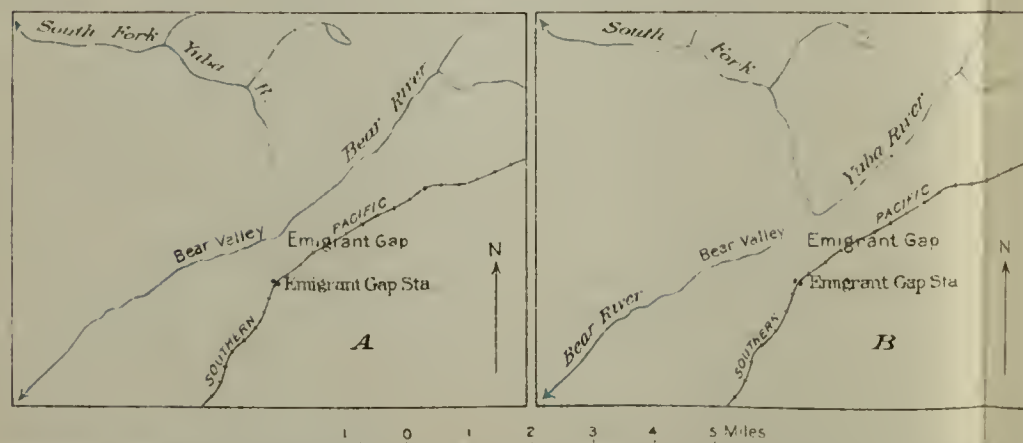 South Fork
Yuba
R.
Bear River
PACIFIC
Bear Valley
Emigrant Gap
Emigrant Gap Sta
SOUTHERN
N
A
South
Fork
Yuba River
PACIFIC
Bear Valley
Emigrant Gap
Emigrant Gap Sta
Bear River
SOUTHERN
N
B
1 0 1 2 3 4 5 Miles